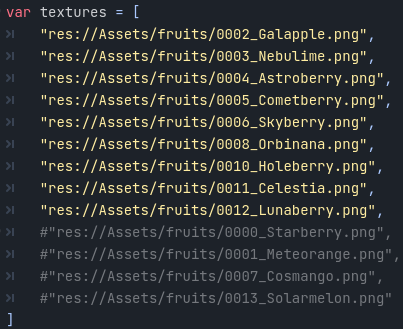 var textures = [
"res://Assets/fruits/0002_Galapple.png",
"res://Assets/fruits/0003_Nebulime.png",
"res://Assets/fruits/0004_Astroberry.png",
"res://Assets/fruits/0005_Cometberry.png",
"res://Assets/fruits/0006_Skyberry.png",
"res://Assets/fruits/0008_Orbinana.png",
"res://Assets/fruits/0010_Holeberry.png",
"res://Assets/fruits/0011_Celestia.png",
"res://Assets/fruits/0012_Lunaberry.png",
#"res://Assets/fruits/0000_Starberry.png",
#"res://Assets/fruits/0001_Meteorange.png",
#"res://Assets/fruits/0007_Cosmango.png",
#"res://Assets/fruits/0013_Solarmelon.png"
]